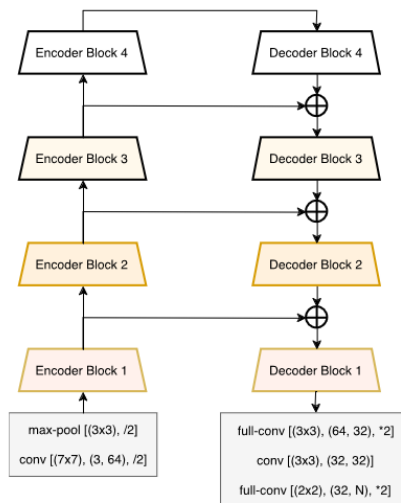 Encoder Block 4
Decoder Block 4
Encoder Block 3
Decoder Block 3
Encoder Block 2
Decoder Block 2
Encoder Block 1
Decoder Block 1
max-pool [(3x3), /2]
conv [(7x7), (3, 64), /2]
full-conv [(3x3), (64, 32), *2]
conv [(3x3), (32, 32)]
full-conv [(2x2), (32, N), *2]